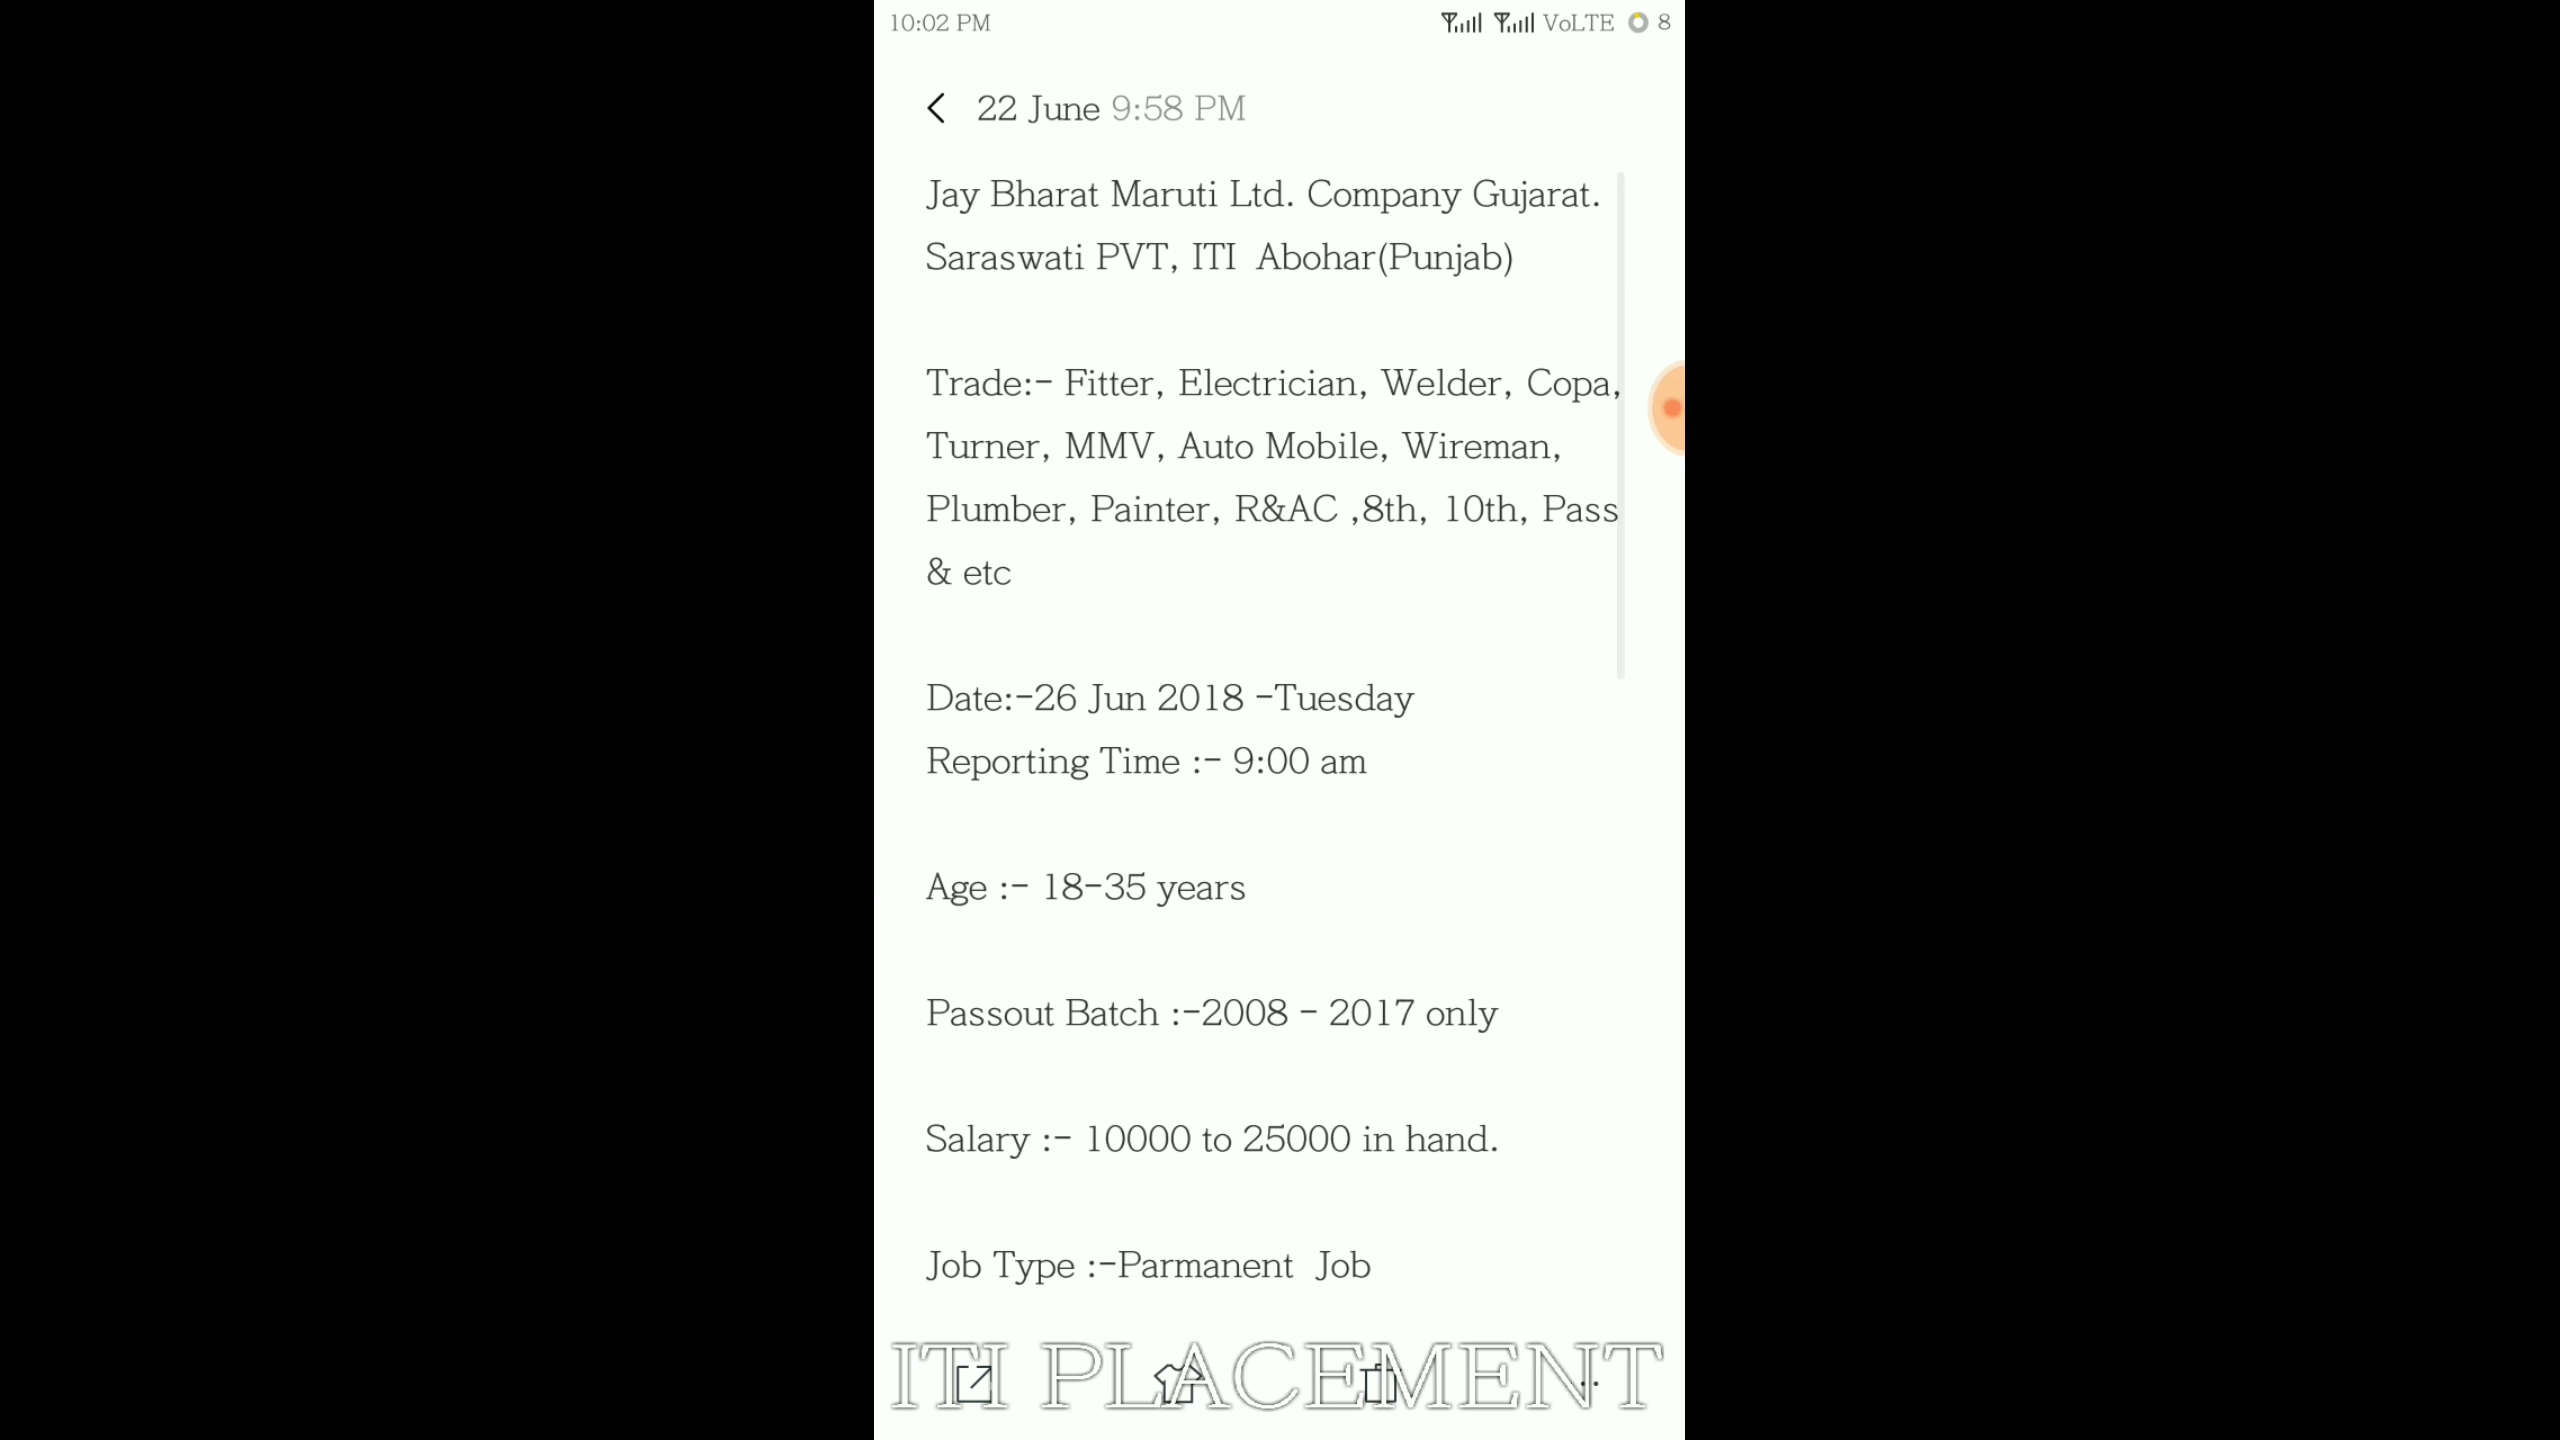 10:02 PM VoLTE 8
22 June 9:58 PM
Jay Bharat Maruti Ltd. Company Gujarat.
Saraswati PVT, ITI Abohar(Punjab)
Trade:- Fitter, Electrician, Welder, Copa,
Turner, MMV, Auto Mobile, Wireman,
Plumber, Painter, R&AC ,8th, 10th, Pass
& etc
Date:-26 Jun 2018 -Tuesday
Reporting Time :- 9:00 am
Age :- 18-35 years
Passout Batch :-2008 - 2017 only
Salary :- 10000 to 25000 in hand.
Job Type :-Parmanent Job
ITI PLACEMENT